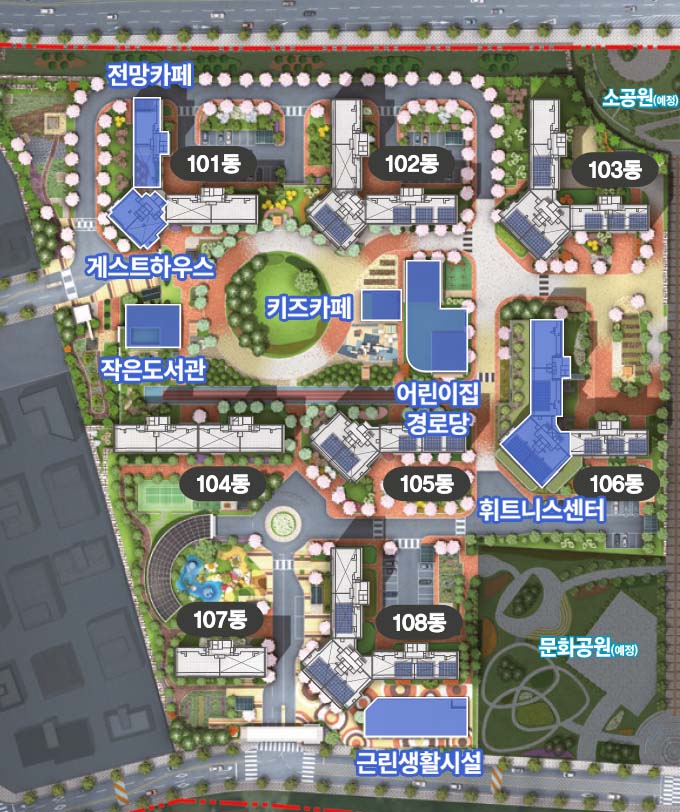 전망카페
소공원(예정)
101동
102동
103동
게스트하우스
키즈카페
작은도서관
어린이집
경로당
104동
105동
106동
휘트니스센터
107동
108동
문화공원(예정)
근린생활시설